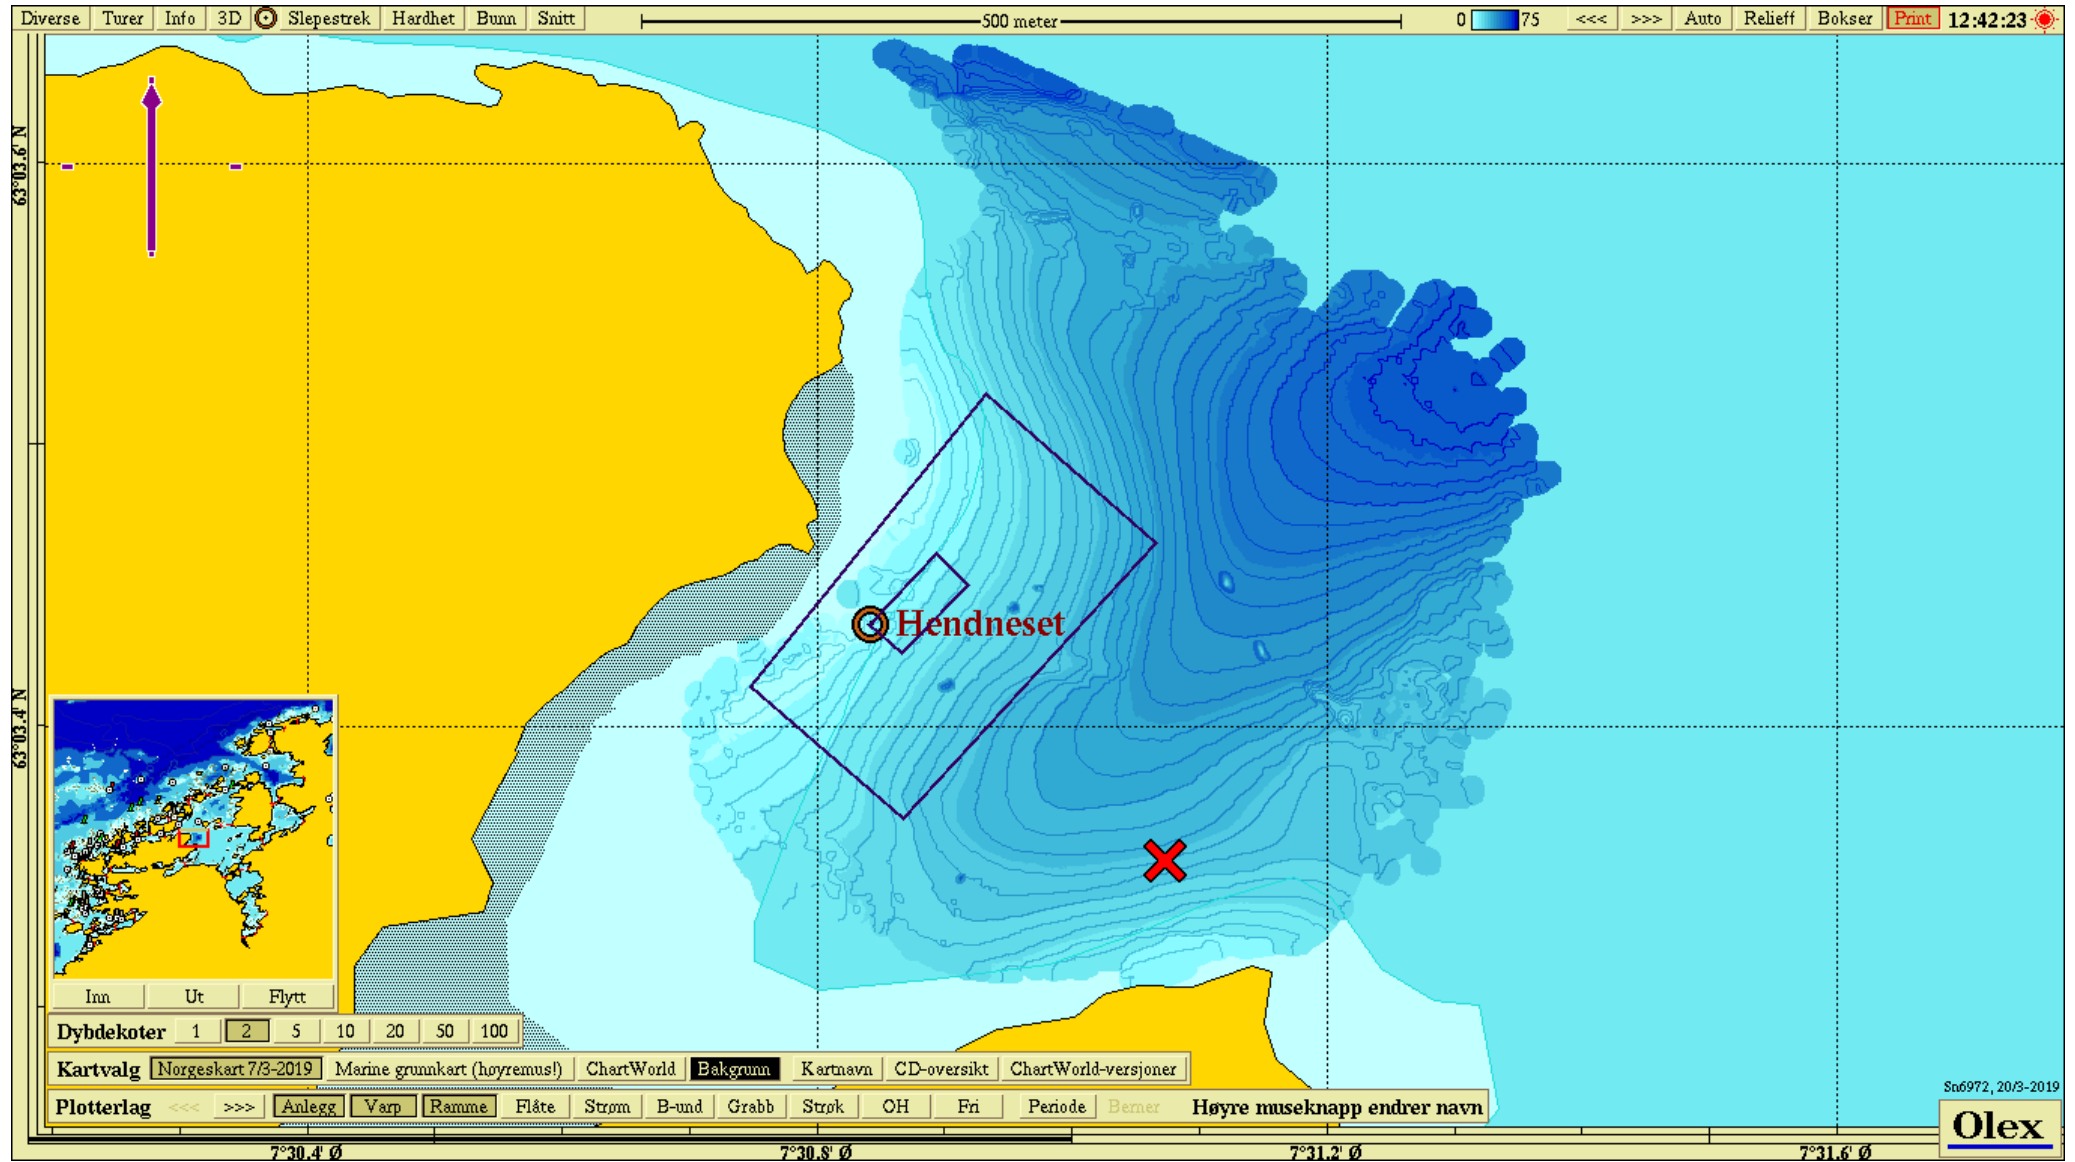 Diverse Turer Info 3D Slepestrek Hardhet Bunn Snitt 500 meter 0 75 <<< >>> Auto Relieff Bokser Print 12:42:23
63°03.6' N
Hendneset
63°03.4' N
Inn Ut Flytt
Dybdekoter 1 2 5 10 20 50 100
Kartvalg Norgeskart 7/3-2019 Marine grunnkart (høyremus!) ChartWorld Bakgrunn Kartnavn CD-oversikt ChartWorld-versjoner
Sn6972, 20/3-2019
Plotterlag <<< >>> Anlegg Varp Ramme Flåte Strøm B-und Grabb Strøk OH Fri Periode Berner Høyre museknapp endrer navn
Olex
7°30.4' Ø 7°30.8' Ø 7°31.2' Ø 7°31.6' Ø